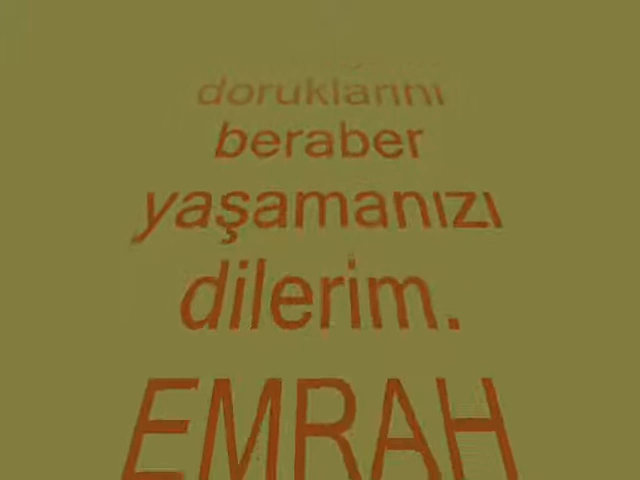 doruklarını
beraber
yaşamanızı
dilerim.
EMRAH